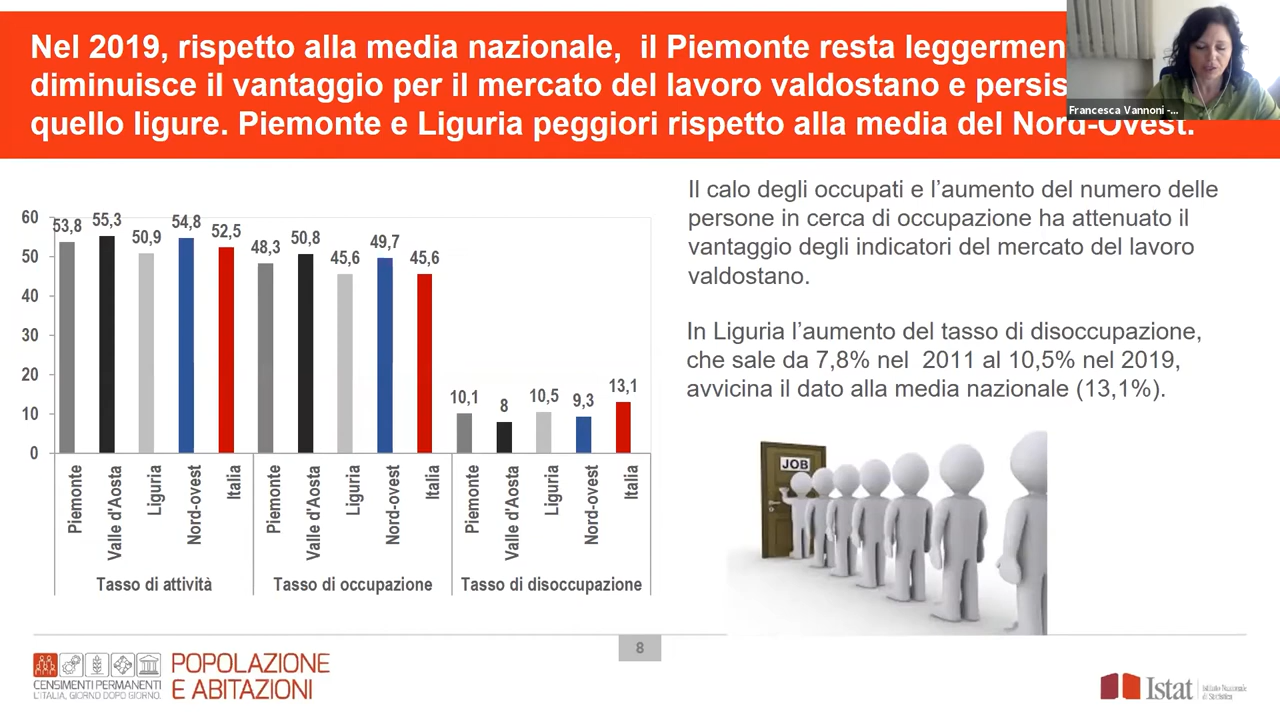 Nel 2019, rispetto alla media nazionale, il Piemonte resta
diminuisce il vantaggio per il mercato del lavoro valdostano e
quello ligure. Piemonte e Liguria peggiori rispetto alla media del Nord-Ovest.
Francesca Vannoni -...
Il calo degli occupati e l'aumento del numero delle
persone in cerca di occupazione ha attenuato il
vantaggio degli indicatori del mercato del lavoro
valdostano.
In Liguria l'aumento del tasso di disoccupazione,
che sale da 7,8% nel 2011 al 10,5% nel 2019,
avvicina il dato alla media nazionale (13,1%).
60
50
40
30
20
10
0
53,8
55,3
50,9
54,8
52,5
48,3
50,8
45,6
49,7
45,6
10,1
8
10,5
9,3
13,1
Piemonte
Valle d'Aosta
Liguria
Nord-ovest
Italia
Piemonte
Valle d'Aosta
Liguria
Nord-ovest
Italia
Piemonte
Valle d'Aosta
Liguria
Nord-ovest
Italia
Tasso di attività
Tasso di occupazione
Tasso di disoccupazione
JOB
8
CENSIMENTI PERMANENTI
L'ITALIA, GIORNO DOPO GIORNO.
POPOLAZIONE
E ABITAZIONI
Istat
Istituto Nazionale
di Statistica